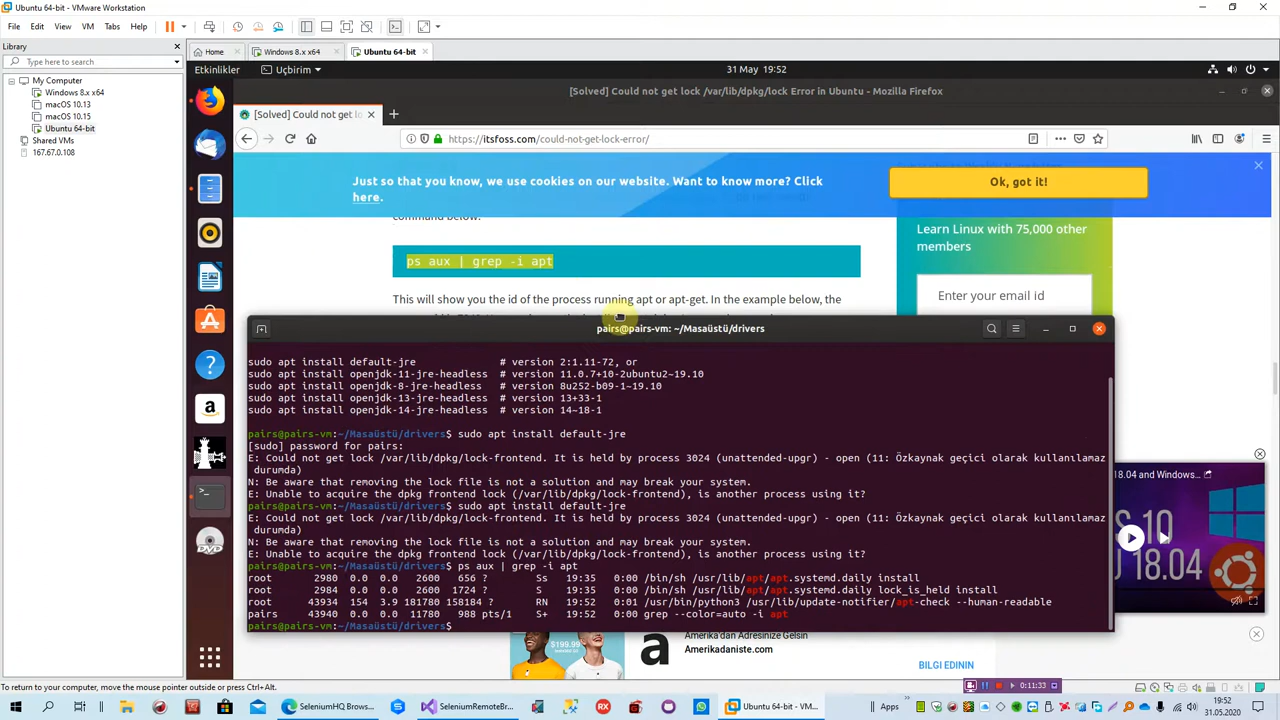 Ubuntu 64-bit - VMware Workstation
File Edit View VM Tabs Help
Library
Type here to search
My Computer
Windows 8.x x64
macOS 10.13
macOS 10.15
Ubuntu 64-bit
Shared VMs
167.67.0.108
Home
Windows 8.x x64
Ubuntu 64-bit
Etkinlikler
Uçbirim
31 May 19:52
[Solved] Could not get lock /var/lib/dpkg/lock Error in Ubuntu - Mozilla Firefox
[Solved] Could not get lo
https://itsfoss.com/could-not-get-lock-error/
Just so that you know, we use cookies on our website. Want to know more? Click
here.
Ok, got it!
command below:
ps aux | grep -i apt
This will show you the id of the process running apt or apt-get. In the example below, the
Learn Linux with 75,000 other
members
Enter your email id
pairs@pairs-vm: ~/Masaüstü/drivers
sudo apt install default-jre # version 2:1.11-72, or
sudo apt install openjdk-11-jre-headless # version 11.0.7+10-2ubuntu2~19.10
sudo apt install openjdk-8-jre-headless # version 8u252-b09-1~19.10
sudo apt install openjdk-13-jre-headless # version 13+33-1
sudo apt install openjdk-14-jre-headless # version 14~18-1
pairs@pairs-vm:~/Masaüstü/drivers$ sudo apt install default-jre
[sudo] password for pairs:
E: Could not get lock /var/lib/dpkg/lock-frontend. It is held by process 3024 (unattended-upgr) - open (11: Özkaynak geçici olarak kullanılamaz
durumda)
N: Be aware that removing the lock file is not a solution and may break your system.
E: Unable to acquire the dpkg frontend lock (/var/lib/dpkg/lock-frontend), is another process using it?
pairs@pairs-vm:~/Masaüstü/drivers$ sudo apt install default-jre
E: Could not get lock /var/lib/dpkg/lock-frontend. It is held by process 3024 (unattended-upgr) - open (11: Özkaynak geçici olarak kullanılamaz
durumda)
N: Be aware that removing the lock file is not a solution and may break your system.
E: Unable to acquire the dpkg frontend lock (/var/lib/dpkg/lock-frontend), is another process using it?
pairs@pairs-vm:~/Masaüstü/drivers$ ps aux | grep -i apt
root 2980 0.0 0.0 2600 656 ? Ss 19:35 0:00 /bin/sh /usr/lib/apt/apt.systemd.daily install
root 2984 0.0 0.0 2600 1724 ? S 19:35 0:00 /bin/sh /usr/lib/apt/apt.systemd.daily lock_is_held install
root 43934 154 3.9 181780 158184 ? RN 19:52 0:01 /usr/bin/python3 /usr/lib/update-notifier/apt-check --human-readable
pairs 43940 0.0 0.0 11780 988 pts/1 S+ 19:52 0:00 grep --color=auto -i apt
pairs@pairs-vm:~/Masaüstü/drivers$
18.04 and Windows...
S 10
18.04
$199.99
Amerika'dan Adresinize Gelsin
Amerikadaniste.com
BILGI EDININ
To return to your computer, move the mouse pointer outside or press Ctrl+Alt.
0:11:33
SeleniumHQ Brows...
SeleniumRemoteBr...
Ubuntu 64-bit - VM...
Address
19:52
31.05.2020